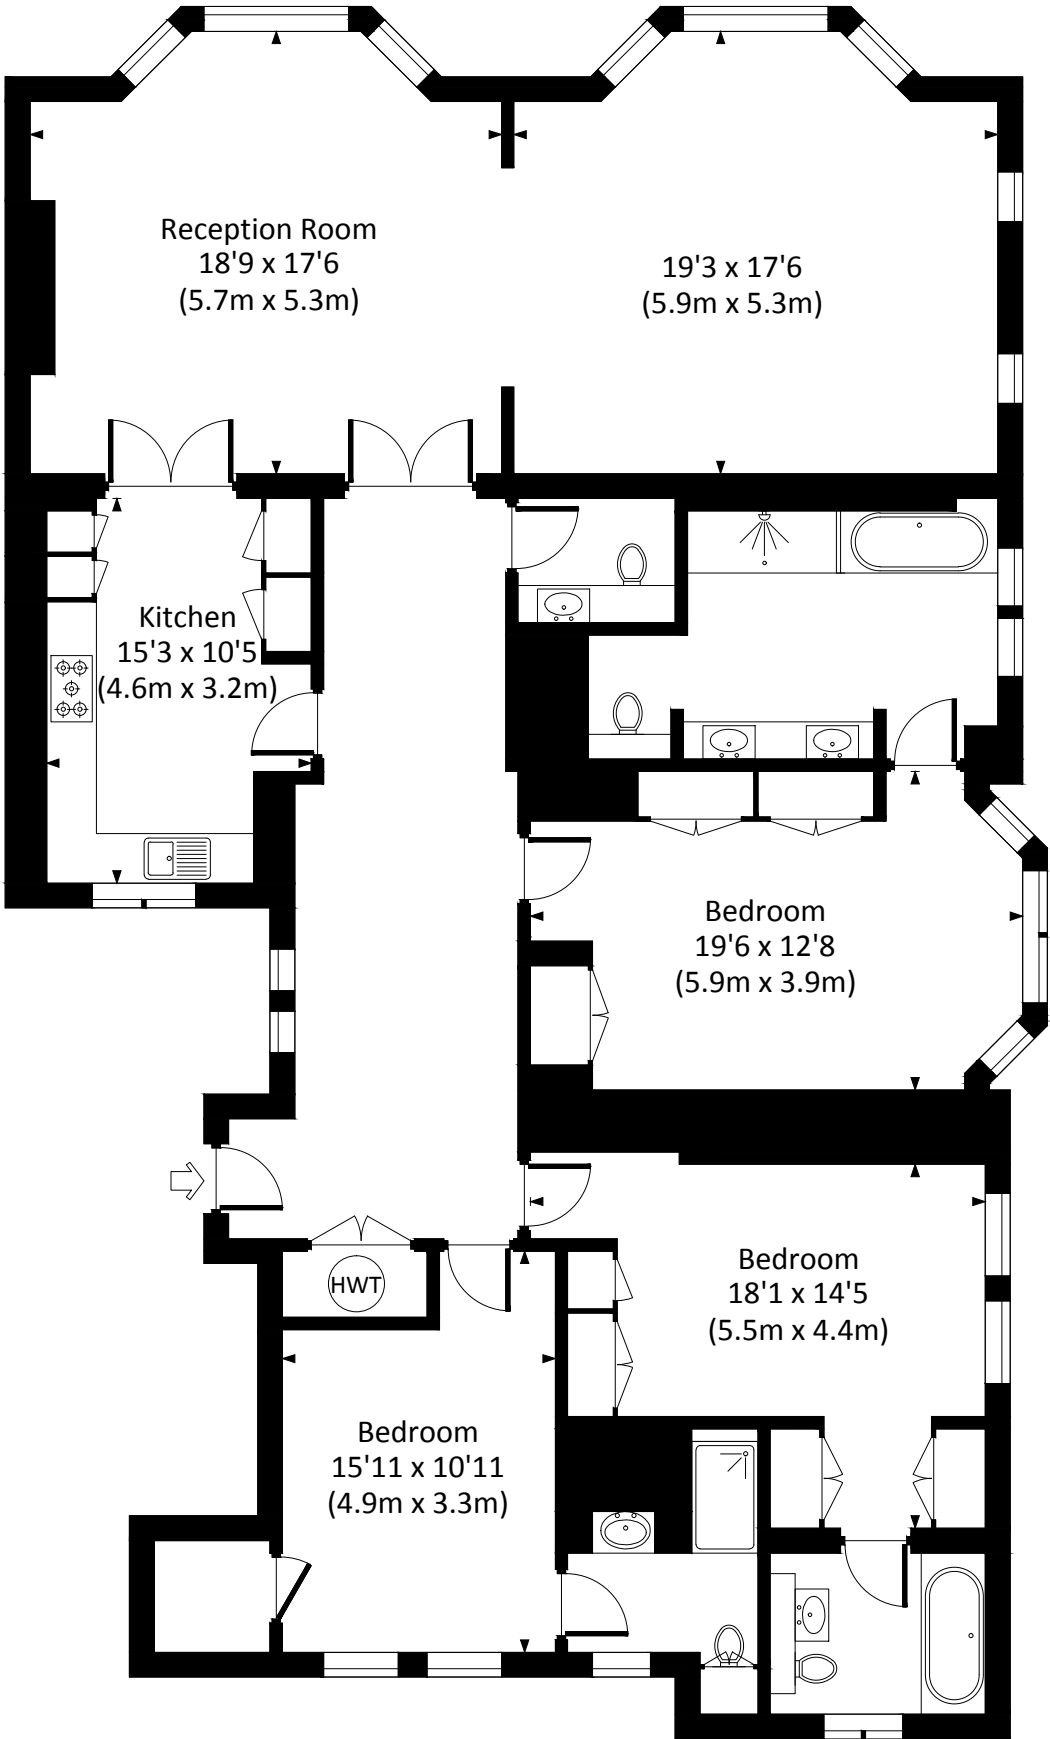 Reception Room
18'9 x 17'6
(5.7m x 5.3m)
19'3 x 17'6
(5.9m x 5.3m)
Kitchen
15'3 x 10'5
(4.6m x 3.2m)
Bedroom
19'6 x 12'8
(5.9m x 3.9m)
HWT
Bedroom
18'1 x 14'5
(5.5m x 4.4m)
Bedroom
15'11 x 10'11
(4.9m x 3.3m)